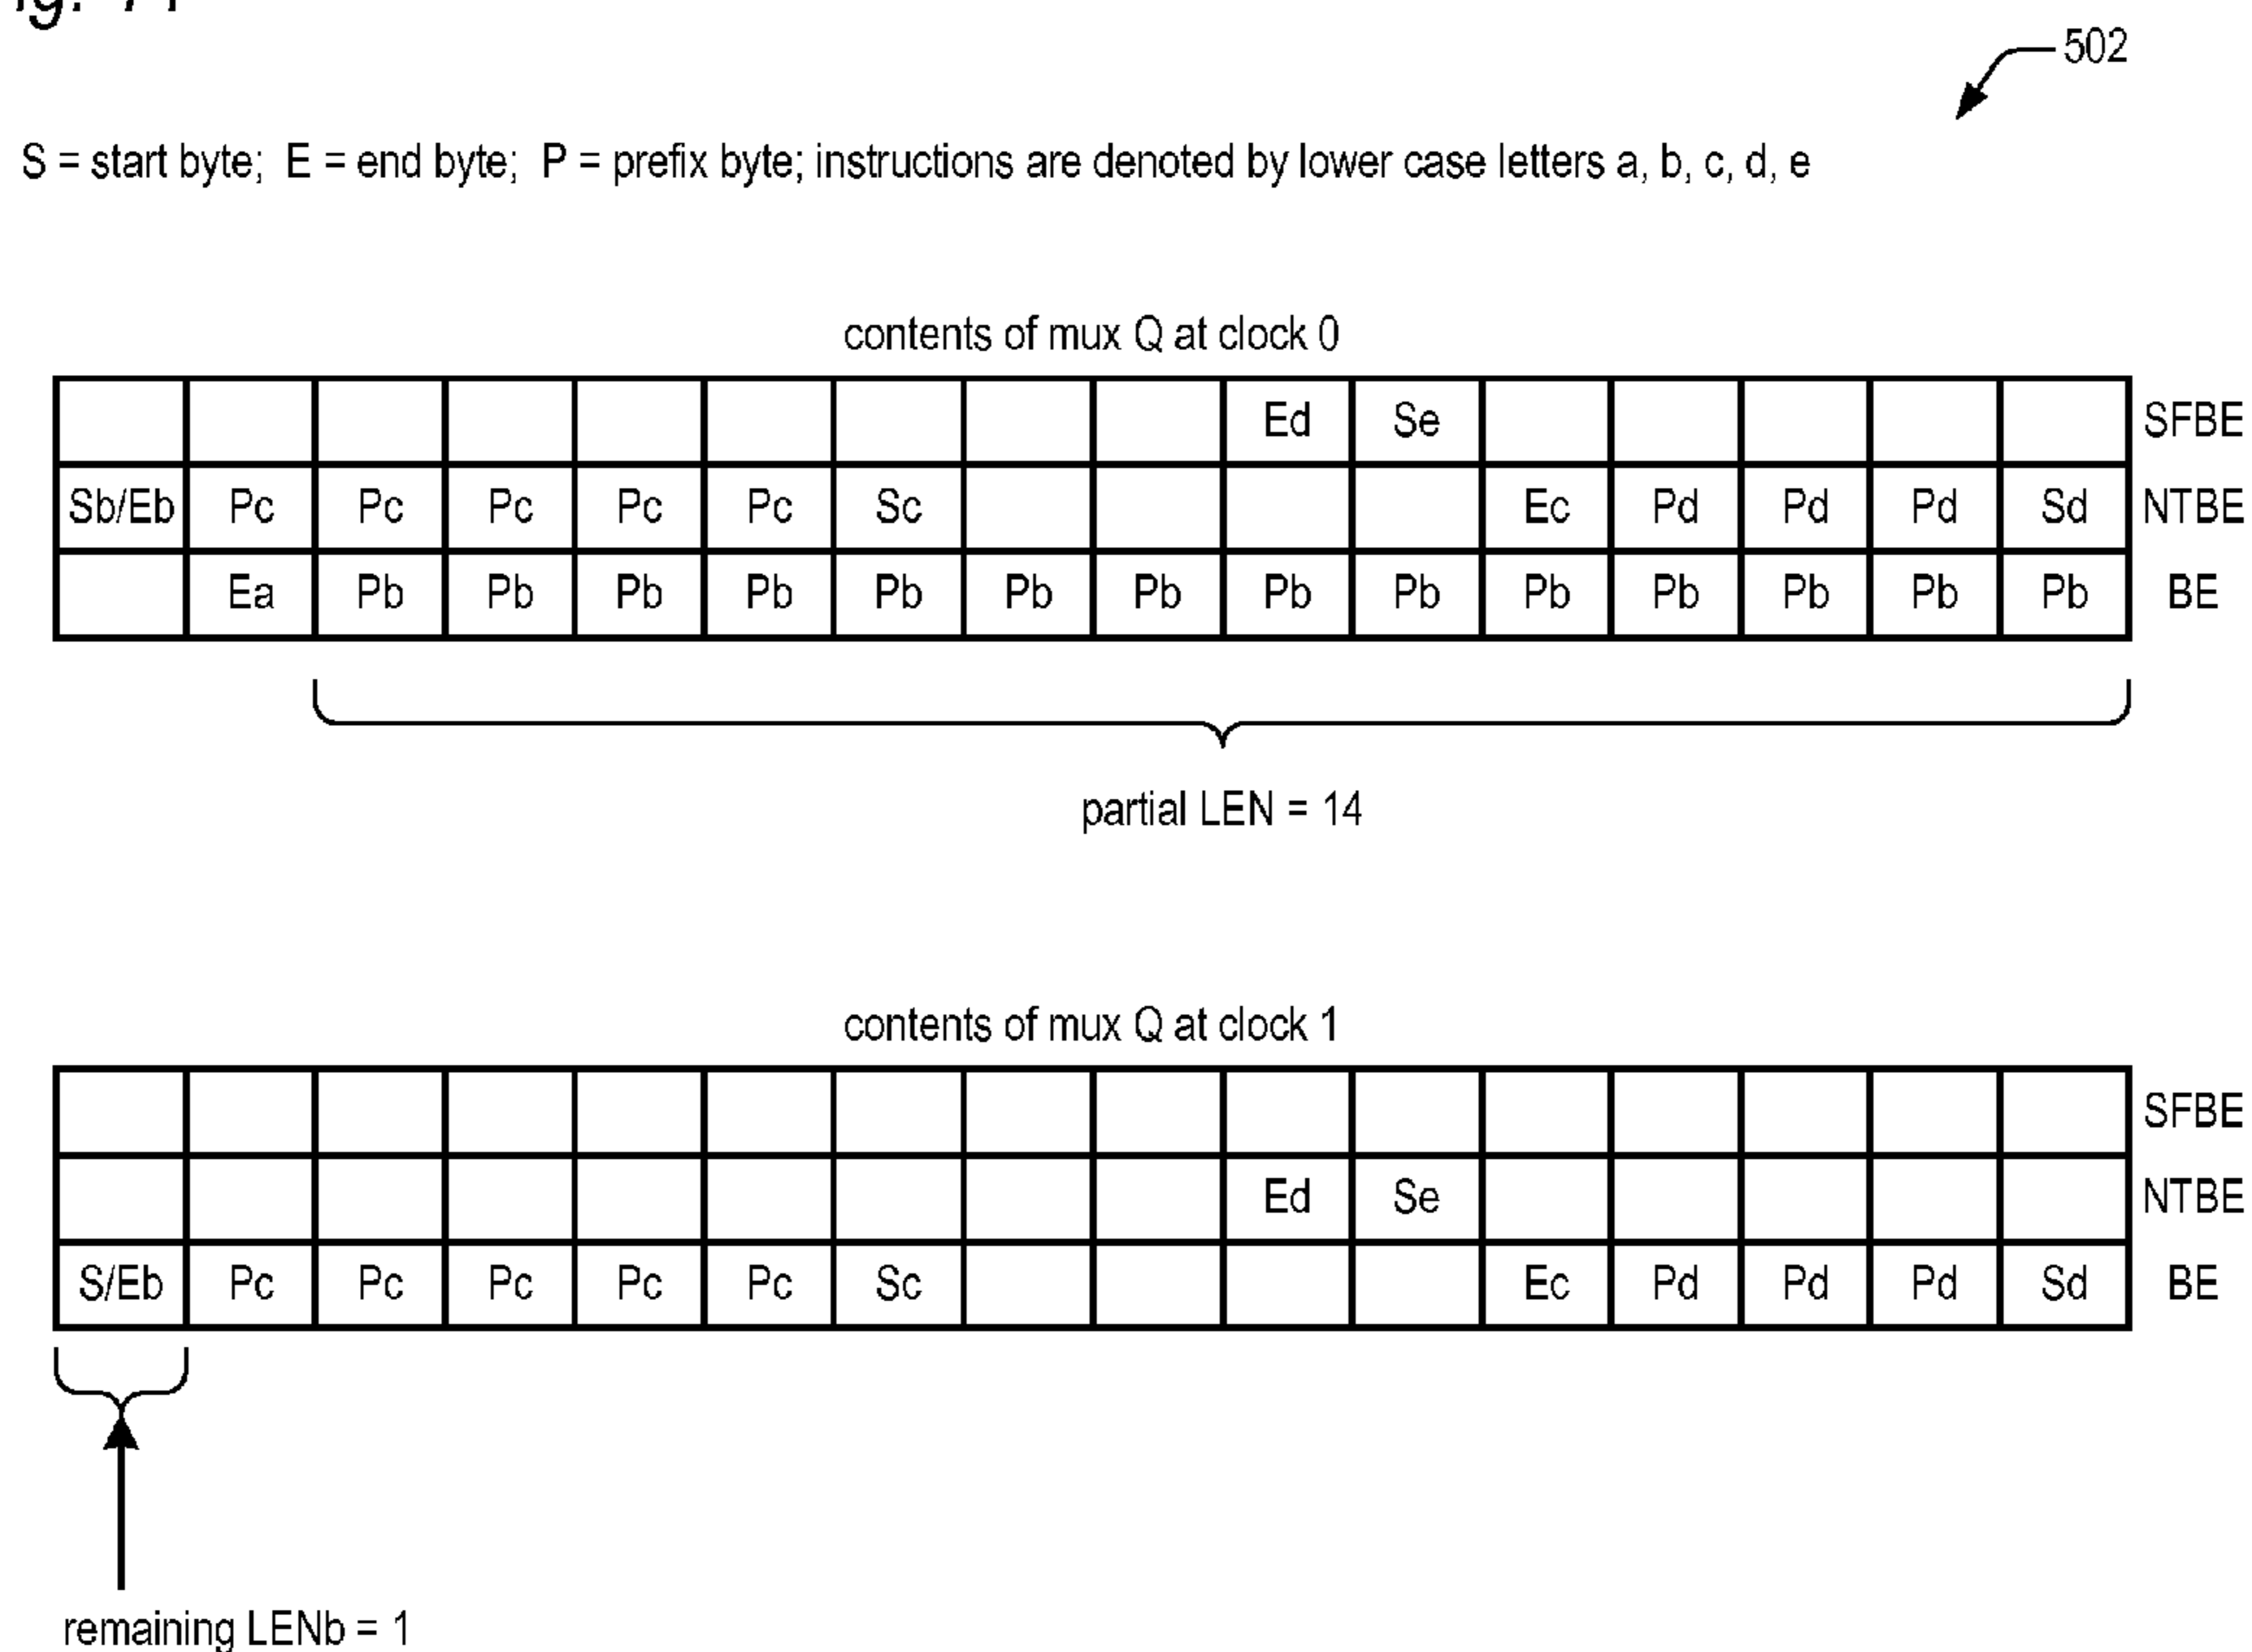 502
S = start byte; E = end byte; P = prefix byte; instructions are denoted by lower case letters a, b, c, d, e
contents of mux Q at clock 0
Ed Se SFBE
Sb/Eb Pc Pc Pc Pc Pc Sc Ec Pd Pd Pd Sd NTBE
Ea Pb Pb Pb Pb Pb Pb Pb Pb Pb Pb Pb Pb Pb Pb BE
partial LEN = 14
contents of mux Q at clock 1
SFBE
Ed Se NTBE
S/Eb Pc Pc Pc Pc Pc Sc Ec Pd Pd Pd Sd BE
remaining LENb = 1